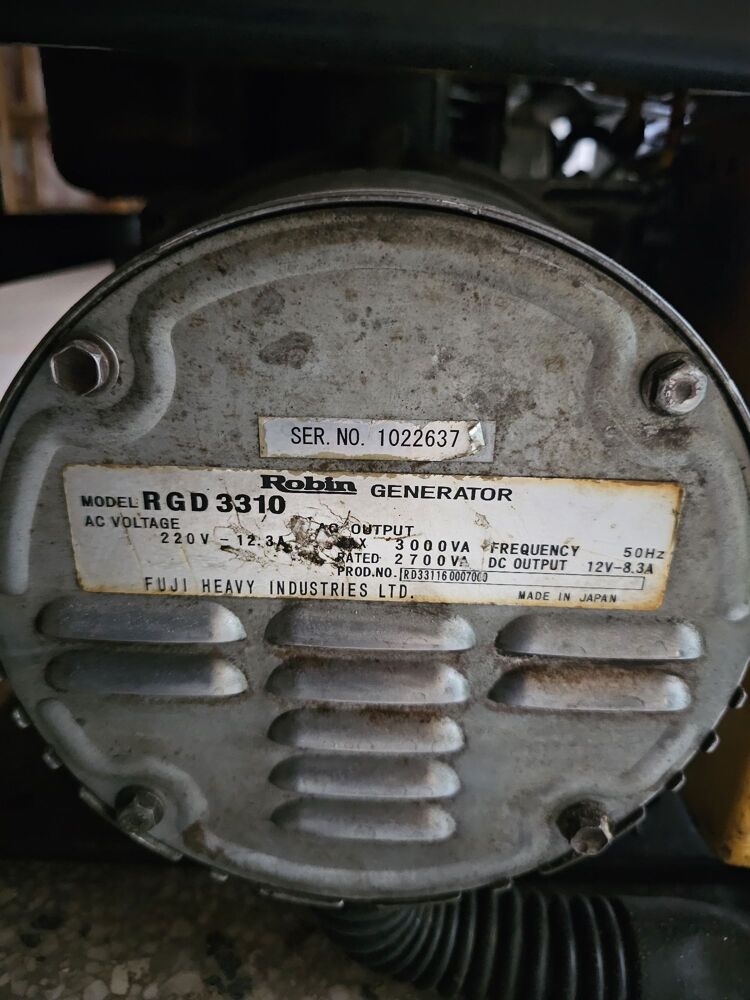 SER. NO. 1022637
Robin GENERATOR
MODEL RGD 3310
AC VOLTAGE AC OUTPUT
220V - 12.3A 3000VA FREQUENCY 50Hz
RATED 2700VA DC OUTPUT 12V-8.3A
PROD.NO.
FUJI HEAVY INDUSTRIES LTD. MADE IN JAPAN